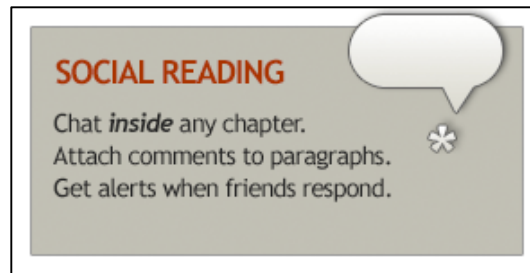 SOCIAL READING
Chat inside any chapter.
Attach comments to paragraphs.
Get alerts when friends respond.
*